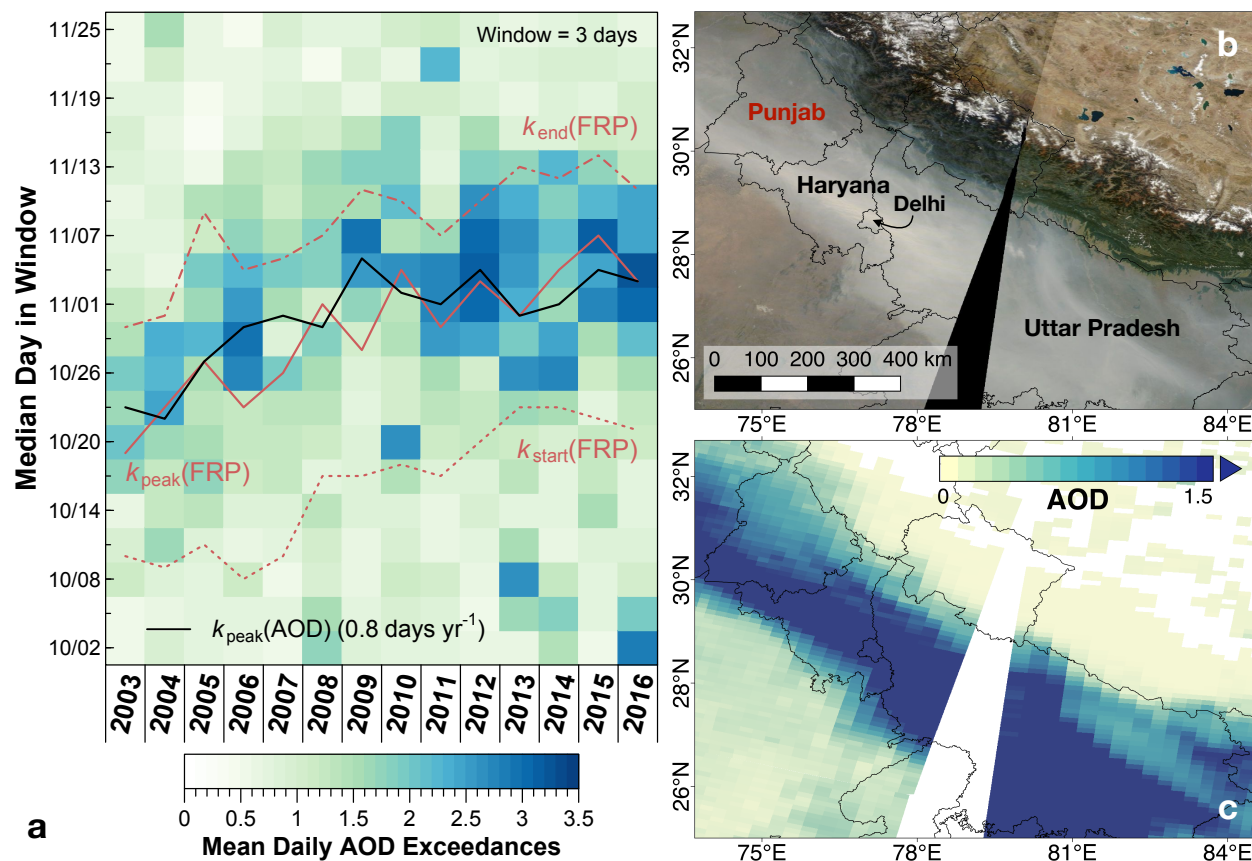 Median Day in Window
11/25
11/19
11/13
11/07
11/01
10/26
10/20
10/14
10/08
10/02
Window = 3 days
k_end(FRP)
k_peak(FRP)
k_start(FRP)
k_peak(AOD) (0.8 days yr⁻¹)
2003 2004 2005 2006 2007 2008 2009 2010 2011 2012 2013 2014 2015 2016
0 0.5 1 1.5 2 2.5 3 3.5
Mean Daily AOD Exceedances
a
b
32°N
30°N
28°N
26°N
Punjab
Haryana
Delhi
Uttar Pradesh
0 100 200 300 400 km
75°E 78°E 81°E 84°E
32°N
30°N
28°N
26°N
0 1.5
AOD
c
75°E 78°E 81°E 84°E